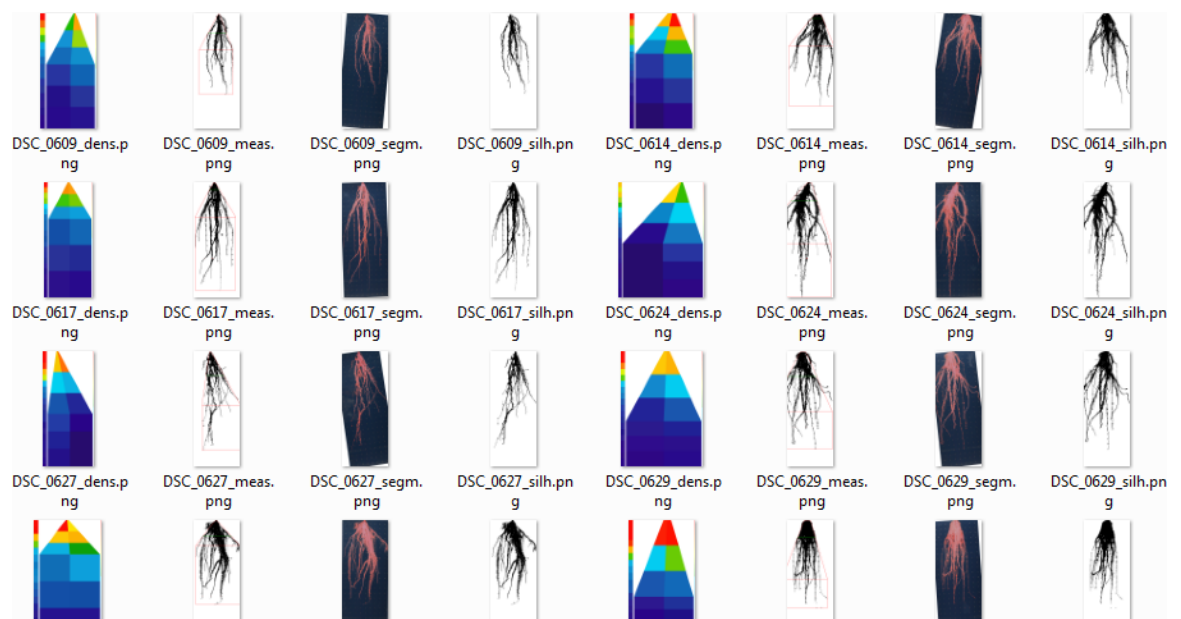 DSC_0609_dens.p DSC_0609_meas. DSC_0609_segm. DSC_0609_silh.pn DSC_0614_dens.p DSC_0614_meas. DSC_0614_segm. DSC_0614_silh.pn
ng png png g ng png png g
DSC_0617_dens.p DSC_0617_meas. DSC_0617_segm. DSC_0617_silh.pn DSC_0624_dens.p DSC_0624_meas. DSC_0624_segm. DSC_0624_silh.pn
ng png png g ng png png g
DSC_0627_dens.p DSC_0627_meas. DSC_0627_segm. DSC_0627_silh.pn DSC_0629_dens.p DSC_0629_meas. DSC_0629_segm. DSC_0629_silh.pn
ng png png g ng png png g